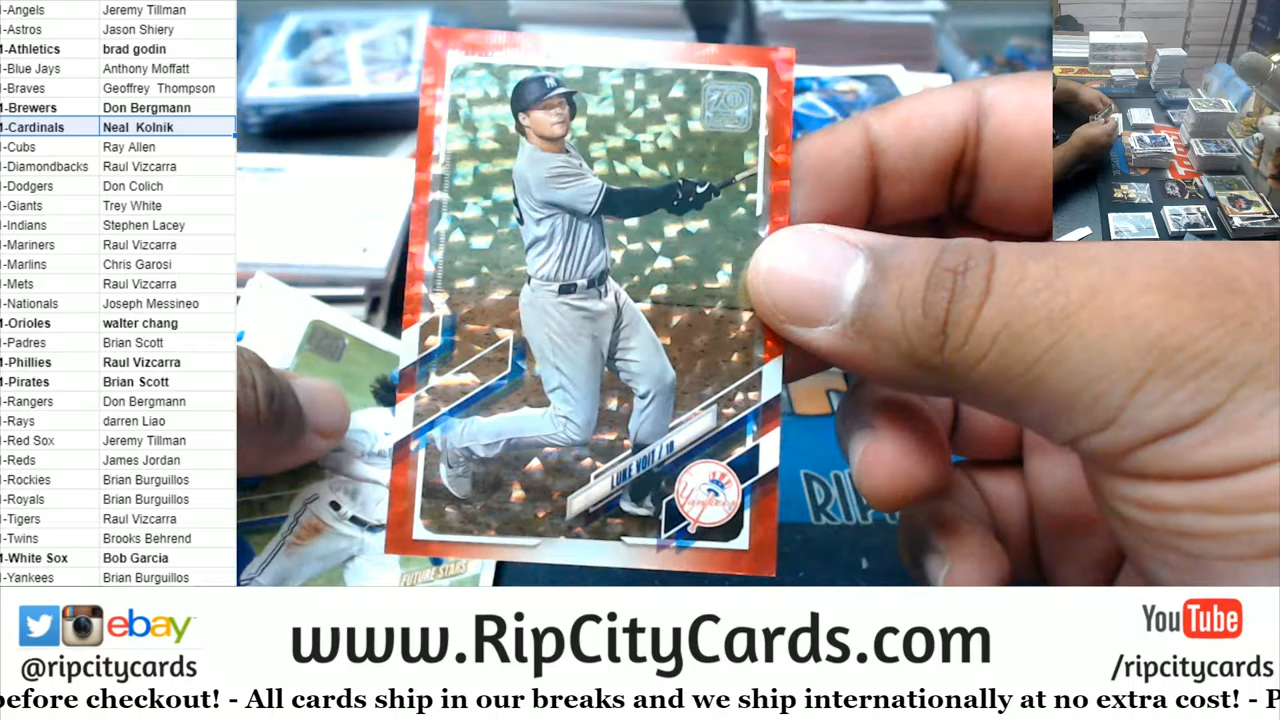 -Angels Jeremy Tillman
-Astros Jason Shiery
-Athletics brad godin
-Blue Jays Anthony Moffatt
-Braves Geoffrey Thompson
-Brewers Don Bergmann
-Cardinals Neal Kolnik
-Cubs Ray Allen
-Diamondbacks Raul Vizcarra
-Dodgers Don Colich
-Giants Trey White
-Indians Stephen Lacey
-Mariners Raul Vizcarra
-Marlins Chris Garosi
-Mets Raul Vizcarra
-Nationals Joseph Messineo
-Orioles walter chang
-Padres Brian Scott
-Phillies Raul Vizcarra
-Pirates Brian Scott
-Rangers Don Bergmann
-Rays darren Liao
-Red Sox Jeremy Tillman
-Reds James Jordan
-Rockies Brian Burguillos
-Royals Brian Burguillos
-Tigers Raul Vizcarra
-Twins Brooks Behrend
-White Sox Bob Garcia
-Yankees Brian Burguillos
70
LUKE VOIT / 1B
Yankees
FUTURE STARS
RIP
ebay
@ripcitycards
www.RipCityCards.com
YouTube
/ripcitycards
before checkout! - All cards ship in our breaks and we ship internationally at no extra cost! - P